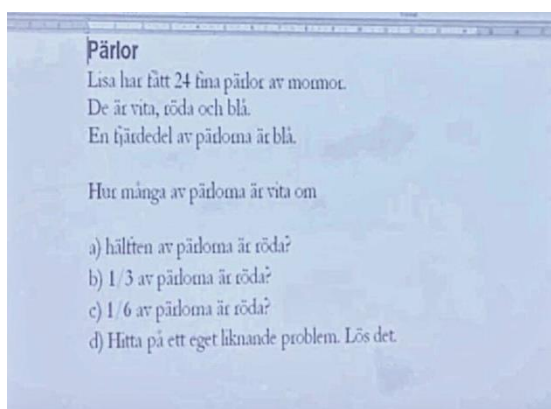 Pärlor
Lisa har fått 24 fina pärlor av mormor.
De är vita, röda och blå.
En fjärdedel av pärlorna är blå.
Hur många av pärlorna är vita om
a) hälften av pärlorna är röda?
b) 1/3 av pärlorna är röda?
c) 1/6 av pärlorna är röda?
d) Hitta på ett eget liknande problem. Lös det.